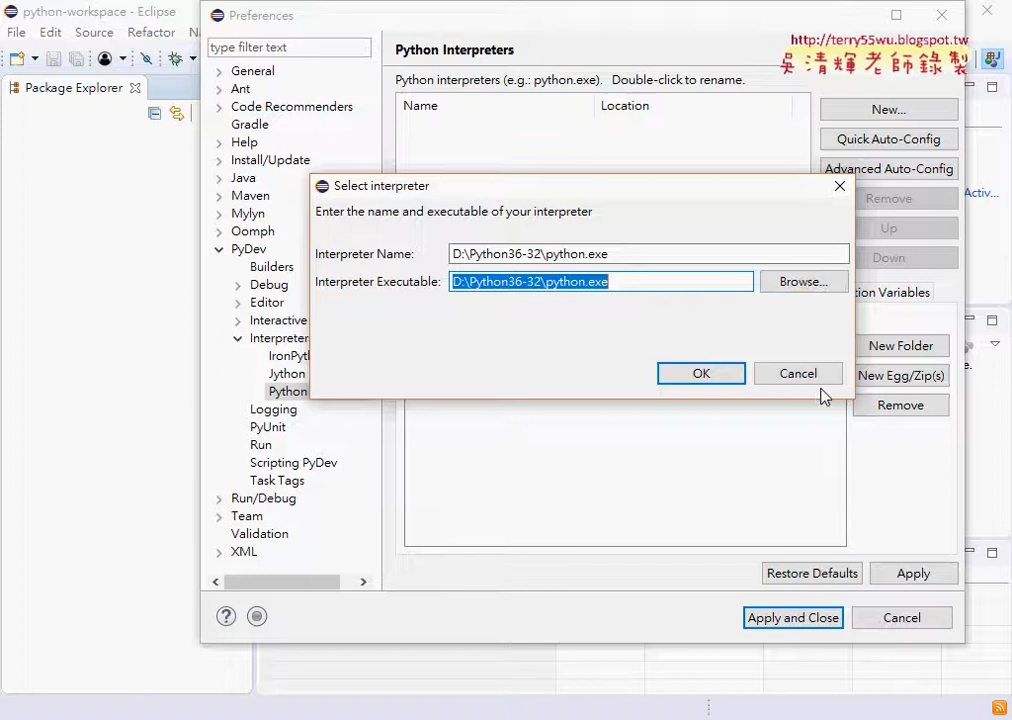 python-workspace - Eclipse
File Edit Source Refactor
Package Explorer
Preferences
type filter text
General
Ant
Code Recommenders
Gradle
Help
Install/Update
Java
Maven
Mylyn
Oomph
PyDev
Builders
Debug
Editor
Interactive
Interpreter
IronPyt
Jython
Python
Logging
PyUnit
Run
Scripting PyDev
Task Tags
Run/Debug
Team
Validation
XML
Python Interpreters
http://terry55wu.blogspot.tw
吳清輝老師錄製
Python interpreters (e.g.: python.exe). Double-click to rename.
Name Location
New...
Quick Auto-Config
Advanced Auto-Config
Remove
Up
Down
Activ...
Select interpreter
Enter the name and executable of your interpreter
Interpreter Name: D:\Python36-32\python.exe
Interpreter Executable: D:\Python36-32\python.exe Browse...
OK Cancel
tion Variables
New Folder
New Egg/Zip(s)
Remove
Restore Defaults Apply
Apply and Close Cancel